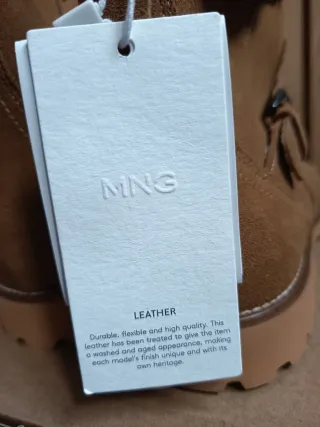 MNG
LEATHER
Durable, flexible and high quality. This
leather has been treated to give the item
a washed and aged appearance, making
each model's finish unique and with its
own heritage.